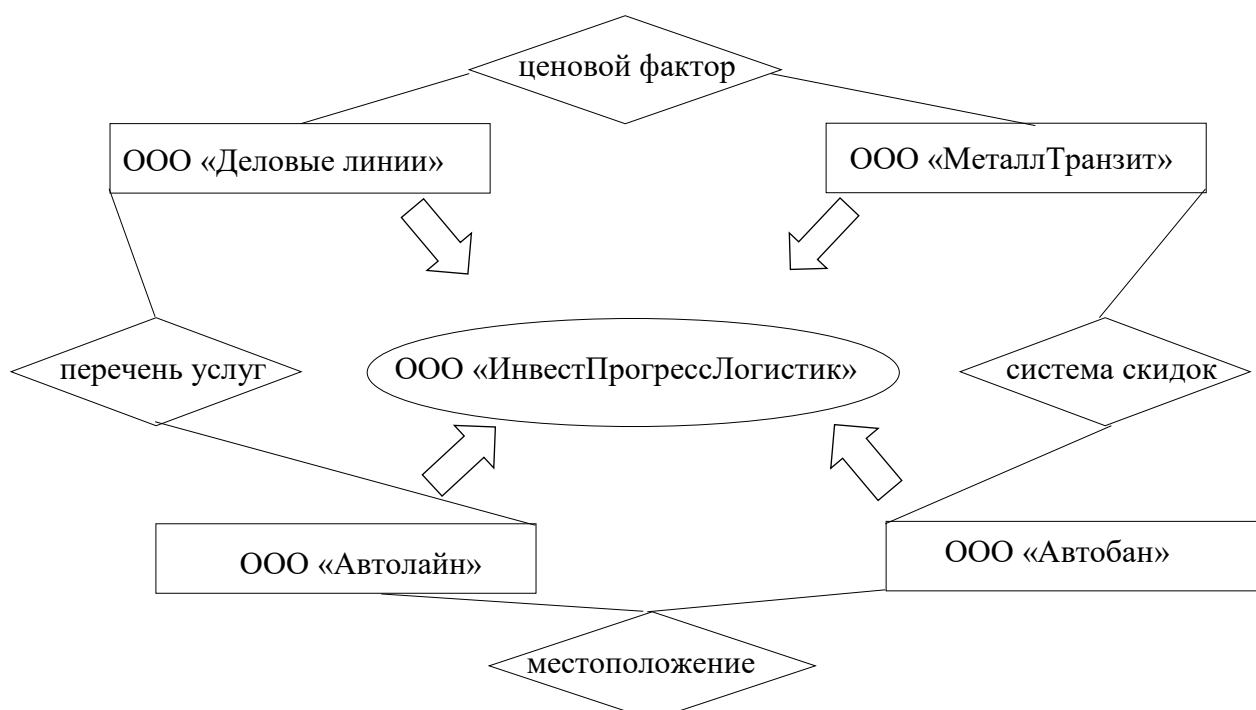 ценовой фактор
ООО «Деловые линии»
ООО «МеталлТранзит»
перечень услуг
ООО «ИнвестПрогрессЛогистик»
система скидок
ООО «Автолайн»
ООО «Автобан»
местоположение